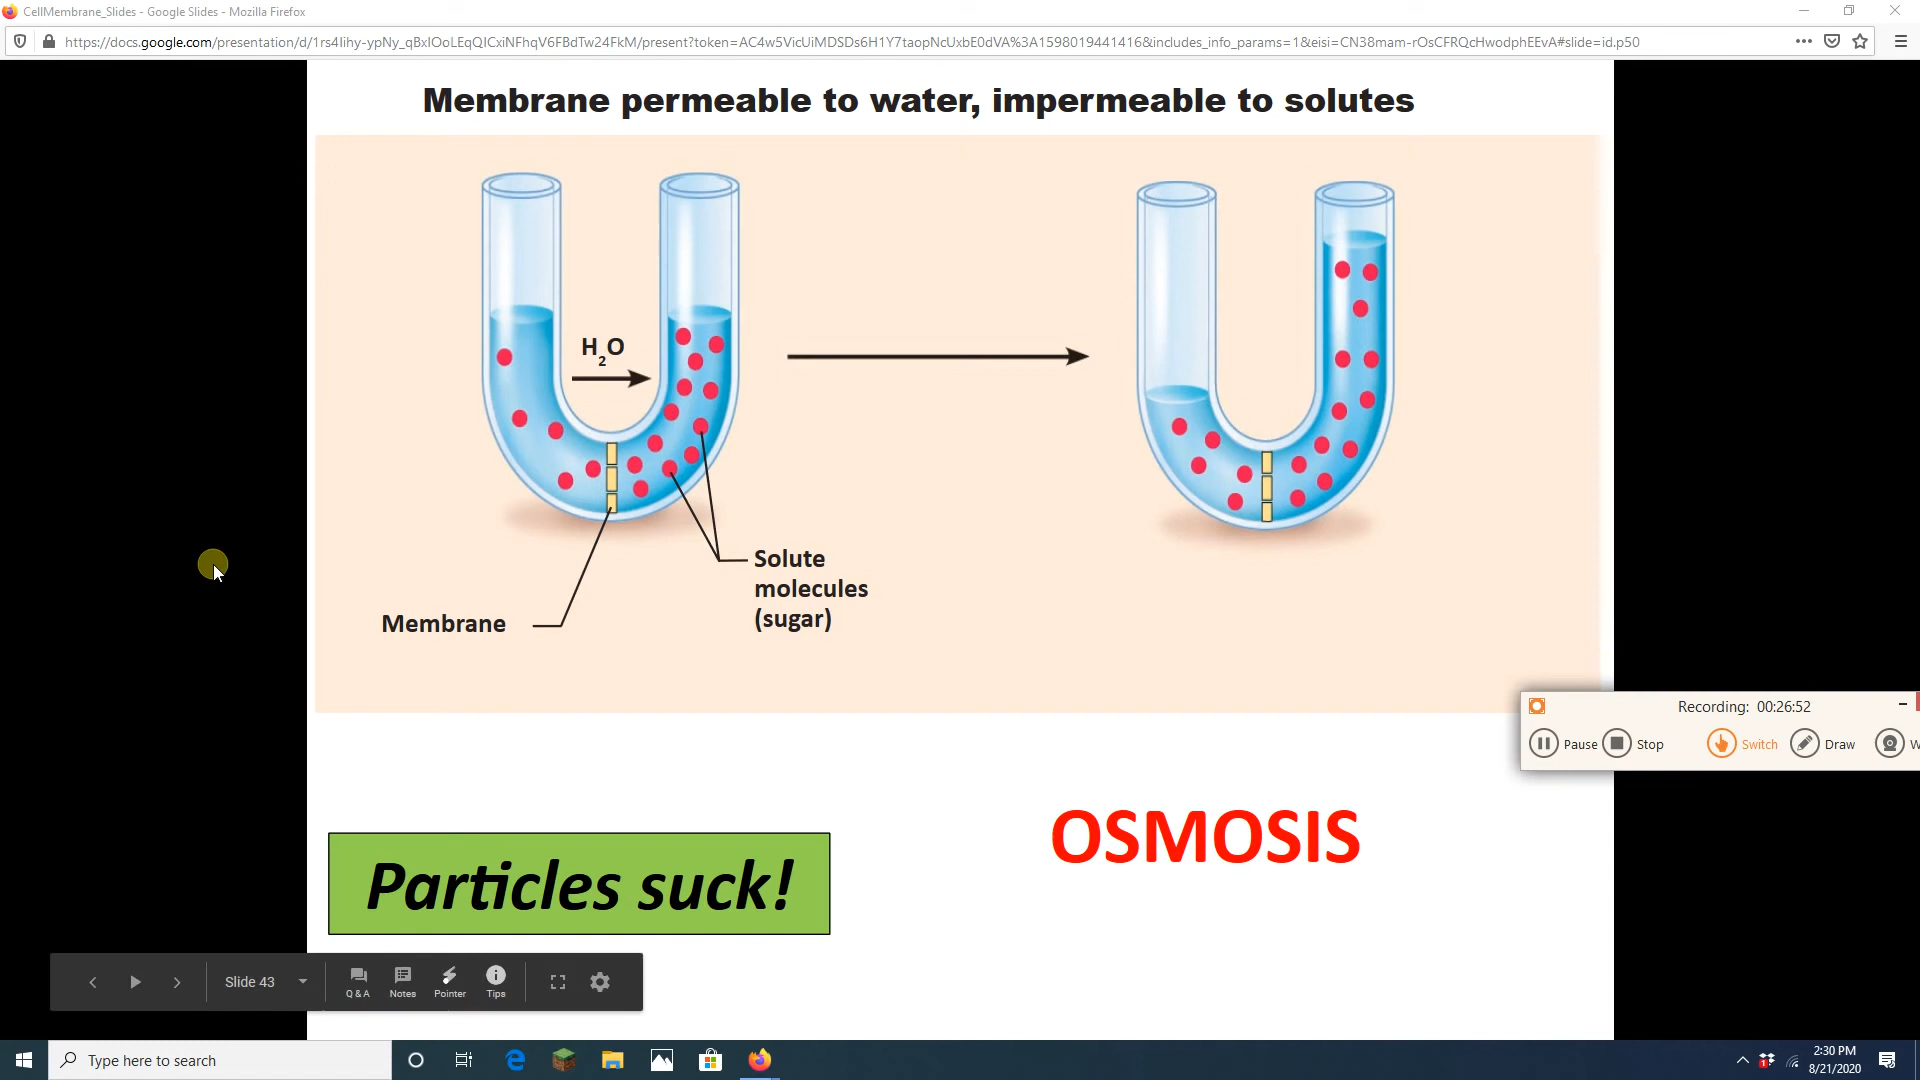 CellMembrane_Slides - Google Slides - Mozilla Firefox
https://docs.google.com/presentation/d/1rs4Iihy-ypNy_qBxIOoLEqQICxiNFhqV6FBdTw24FkM/present?token=AC4w5VicUiMDSDs6H1Y7taopNcUxbE0dVA%3A1598019441416&includes_info_params=1&eisi=CN38mam-rOsCFRQcHwodphEEvA#slide=id.p50
Membrane permeable to water, impermeable to solutes
H2O
Solute
molecules
(sugar)
Membrane
Recording: 00:26:52
Pause
Stop
Switch
Draw
OSMOSIS
Particles suck!
Slide 43
Q & A
Notes
Pointer
Tips
Type here to search
2:30 PM
8/21/2020